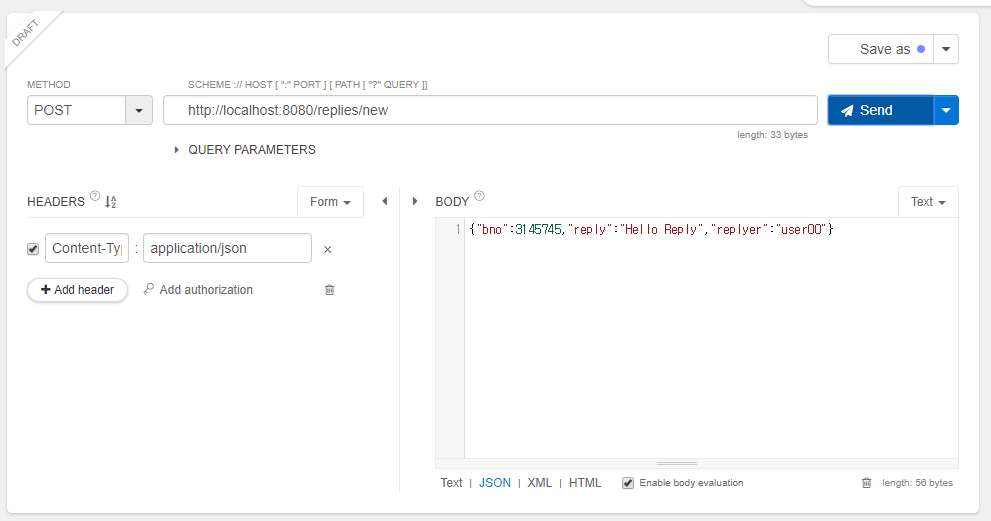 DRAFT
Save as
METHOD
SCHEME :// HOST [ ":" PORT ] [ PATH [ "?" QUERY ]]
POST
http://localhost:8080/replies/new
Send
length: 33 bytes
QUERY PARAMETERS
HEADERS ? A Z
Form
BODY ?
Text
Content-Typ : application/json ×
1 {"bno":3145745,"reply":"Hello Reply","replyer":"user00"}
+ Add header
Add authorization
Text | JSON | XML | HTML
Enable body evaluation
length: 56 bytes